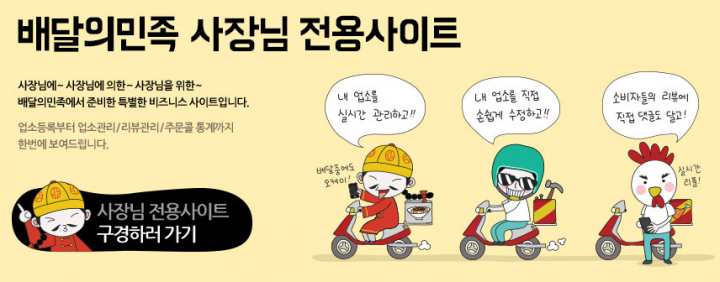 배달의민족 사장님 전용사이트
사장님에~ 사장님에 의한~ 사장님을 위한~
배달의민족에서 준비한 특별한 비즈니스 사이트입니다.
업소등록부터 업소관리/리뷰관리/주문콜 통계까지
한번에 보여드립니다.
사장님 전용사이트
구경하러 가기
내 업소를
실시간 관리하고!!
배달중에도
오케이!
내 업소를 직접
손쉽게 수정하고!!
소비자들의 리뷰에
직접 댓글도 달고!
실시간
리플!